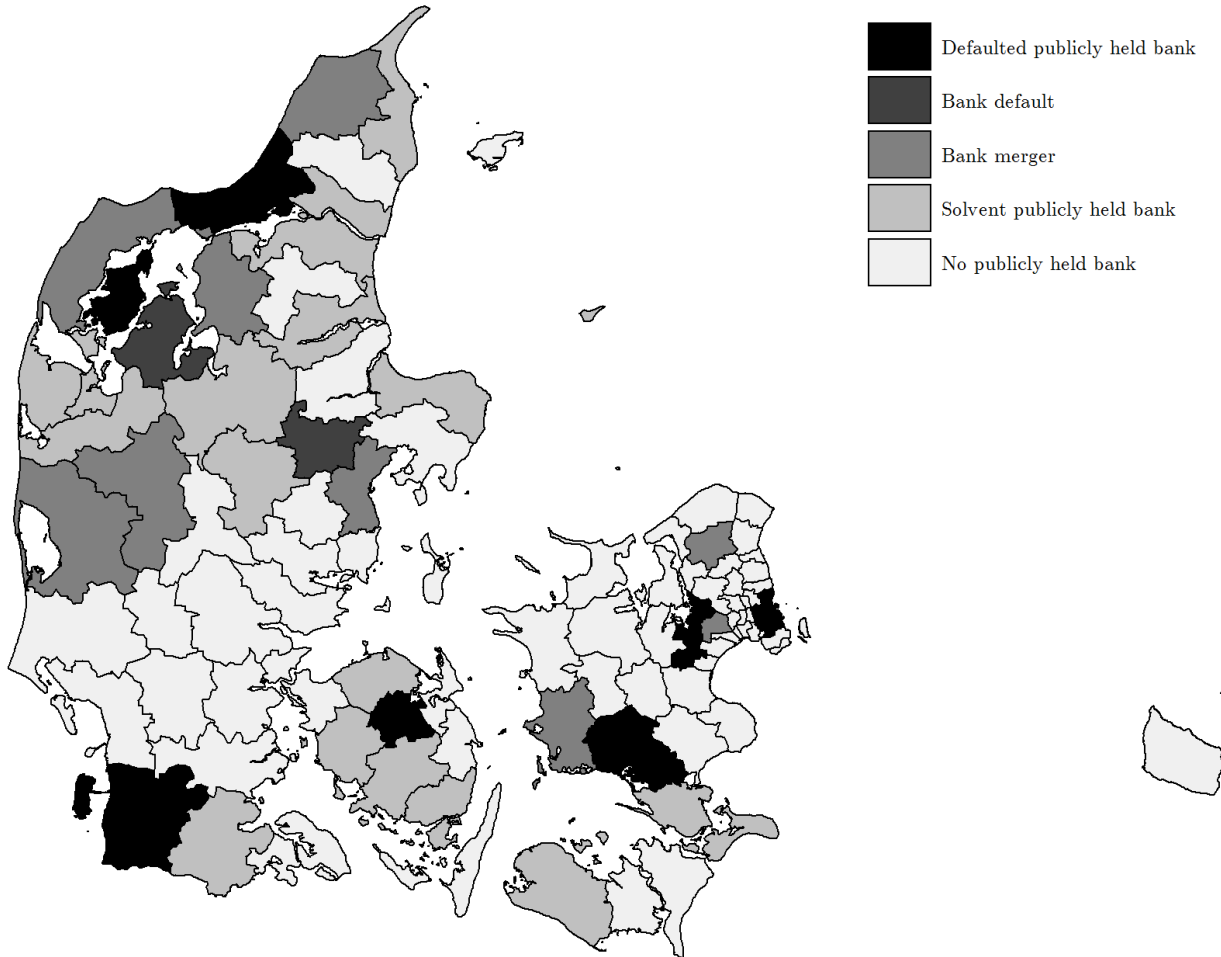 Defaulted publicly held bank
Bank default
Bank merger
Solvent publicly held bank
No publicly held bank